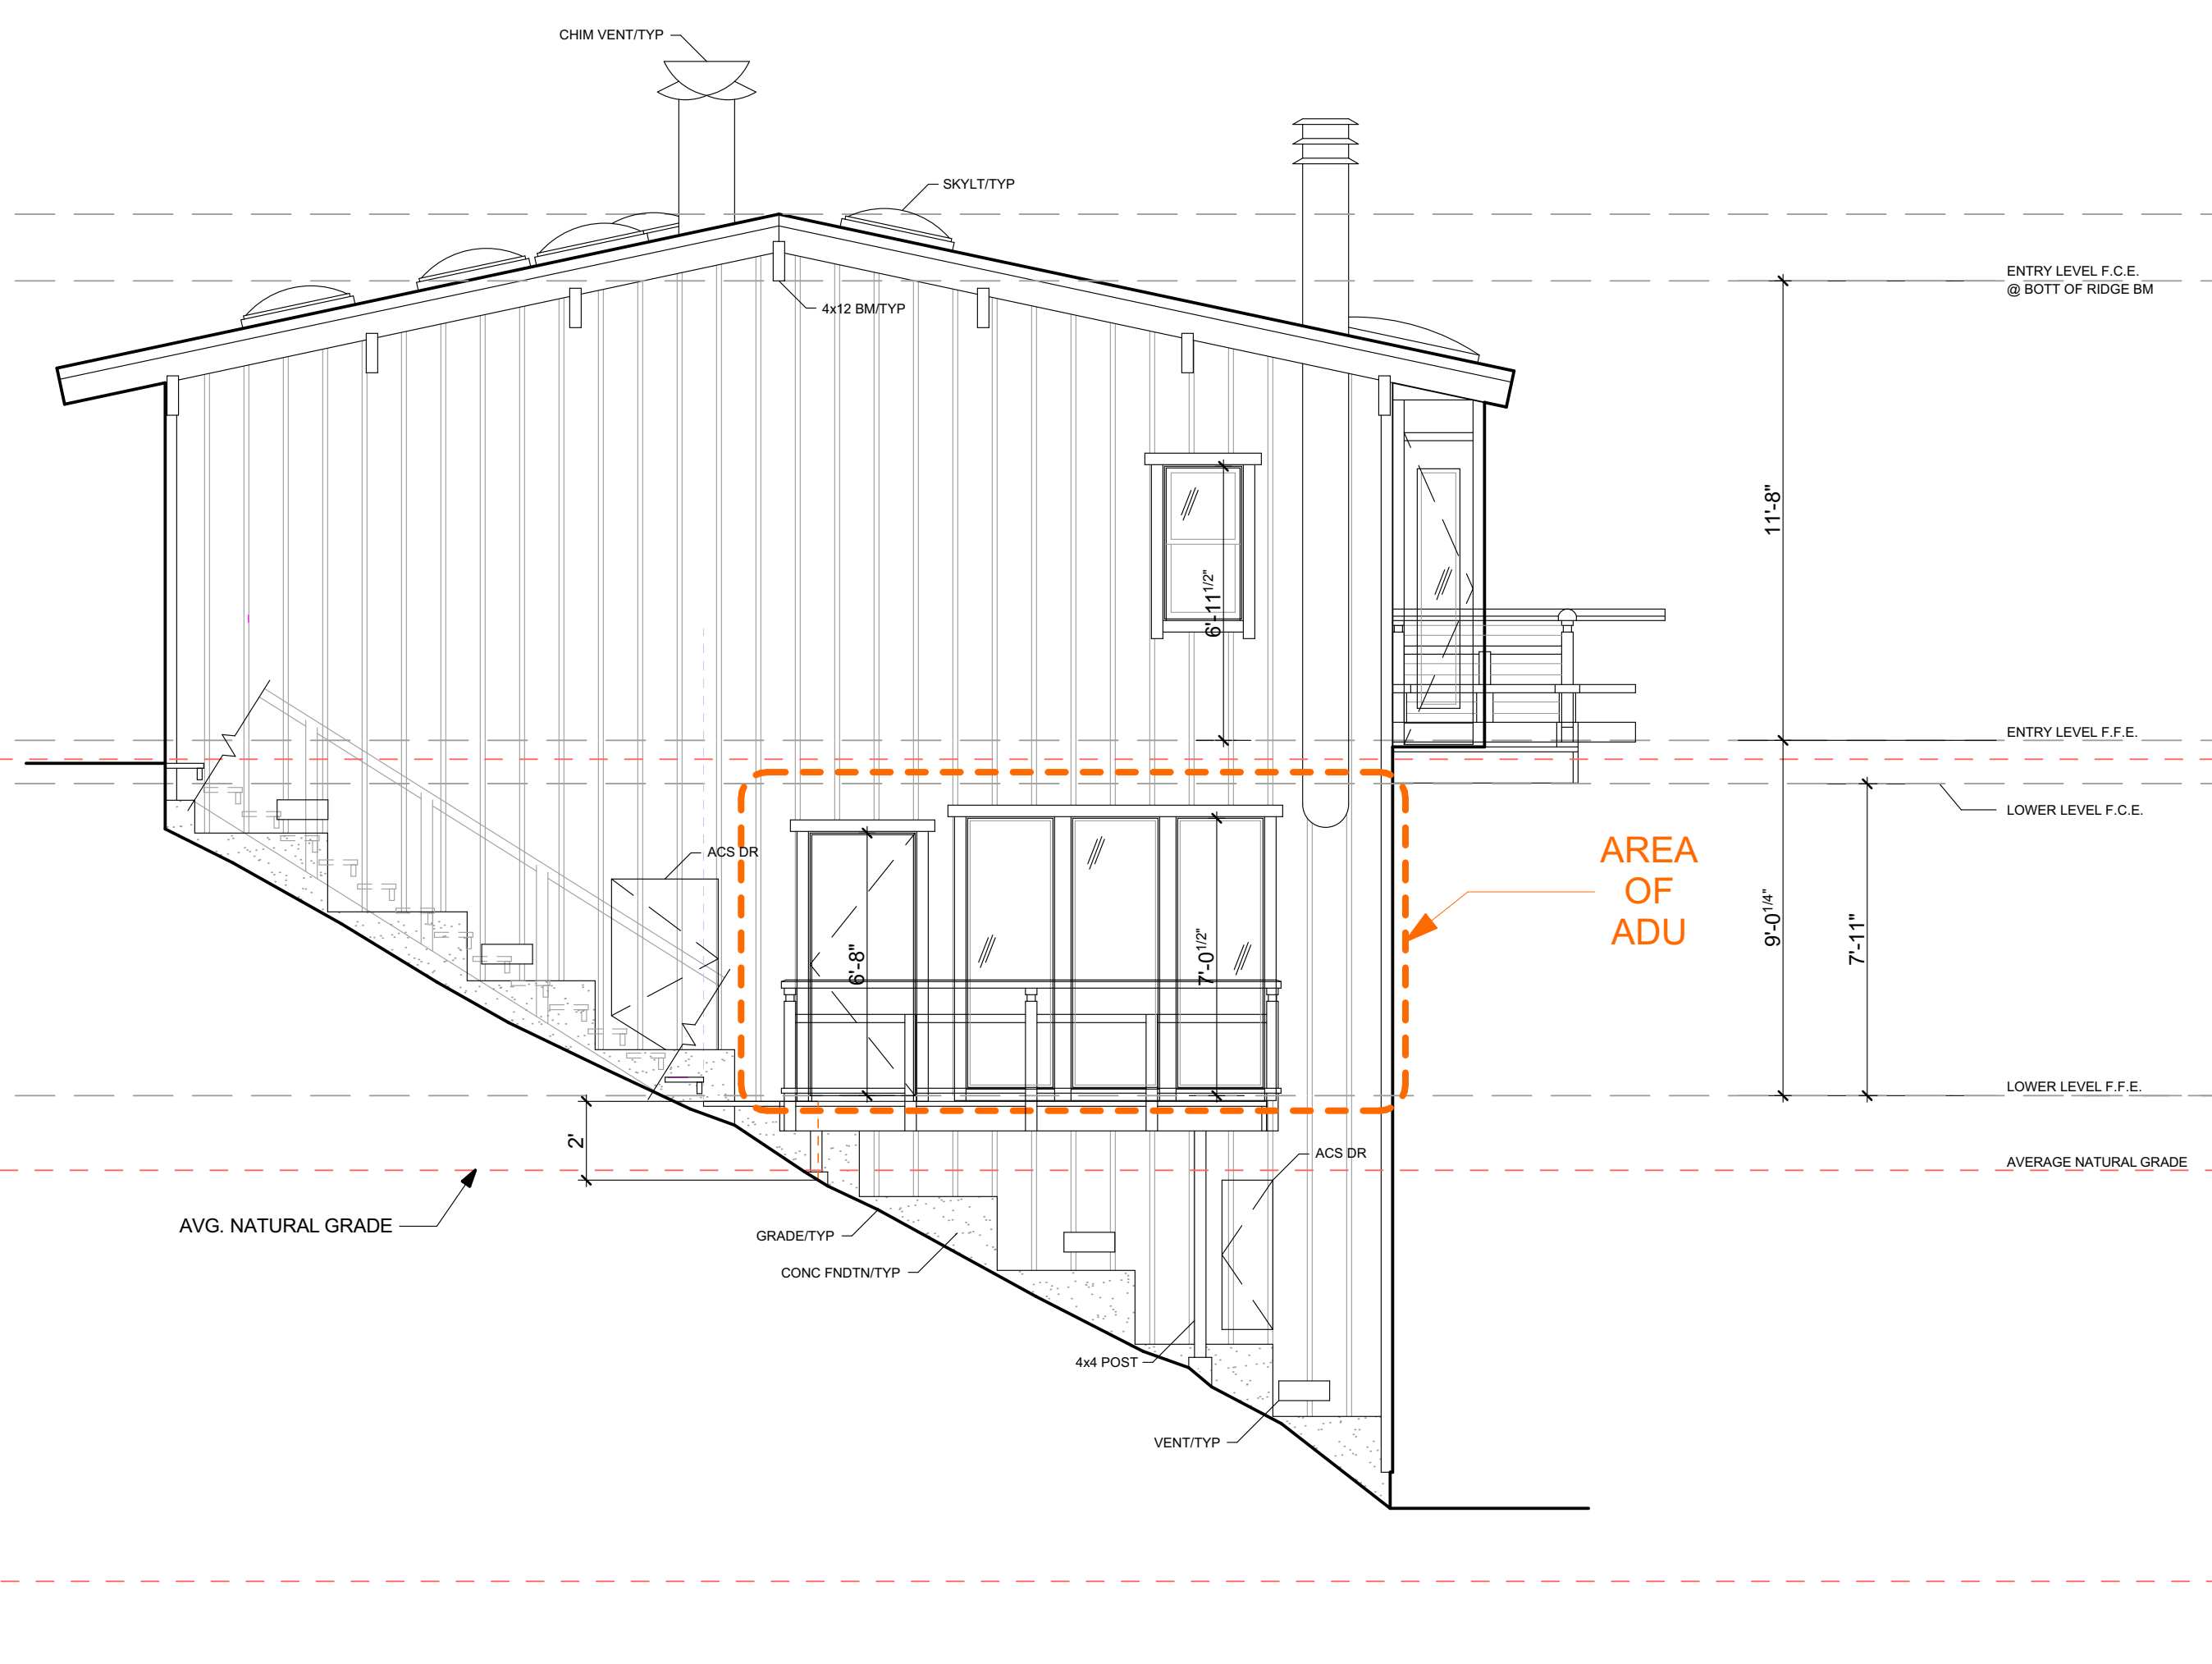 CHIM VENT/TYP
SKYLT/TYP
ENTRY LEVEL F.C.E.
@ BOTT OF RIDGE BM
4x12 BM/TYP
11'-8"
6'-11 1/2"
ENTRY LEVEL F.F.E.
LOWER LEVEL F.C.E.
ACS DR
AREA
OF
ADU
6'-8"
7'-0 1/2"
9'-0 1/4"
7'-11"
LOWER LEVEL F.F.E.
2'
ACS DR
AVERAGE NATURAL GRADE
AVG. NATURAL GRADE
GRADE/TYP
CONC FNDTN/TYP
4x4 POST
VENT/TYP